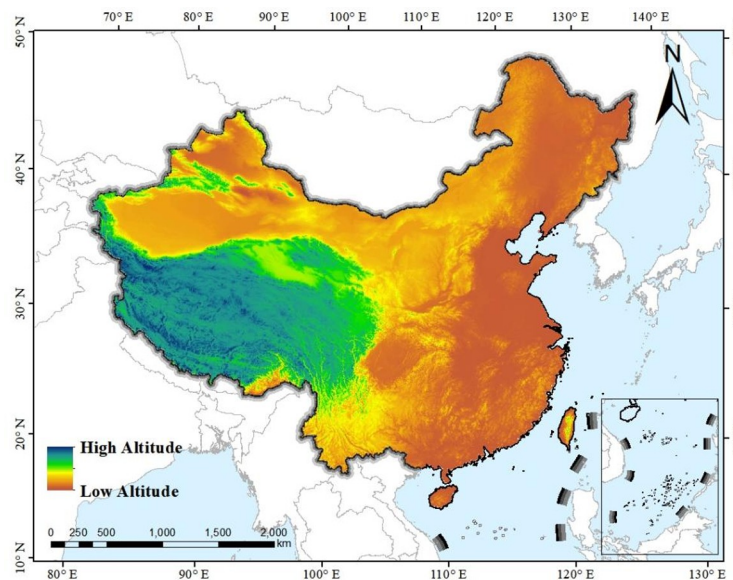 70° E 80° E 90° E 100° E 110° E 120° E 130° E 140° E
50° N
40° N
30° N
20° N
10° N
N
High Altitude
Low Altitude
0 250 500 1,000 1,500 2,000
km
80° E 90° E 100° E 110° E 120° E 130° E